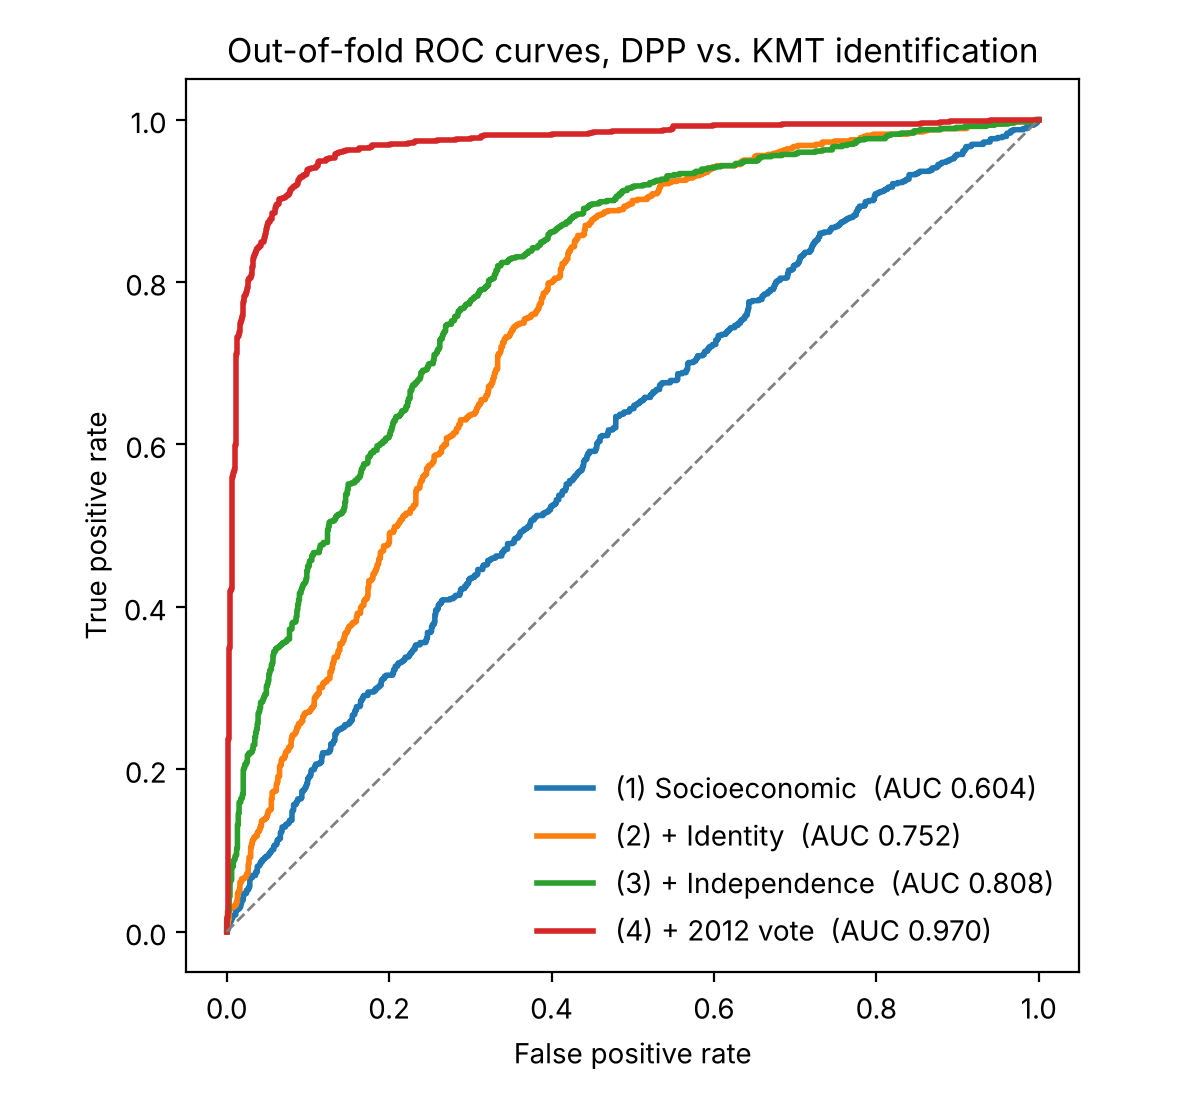 Out-of-fold ROC curves, DPP vs. KMT identification
1.0
0.8
0.6
0.4
0.2
0.0
True positive rate
(1) Socioeconomic (AUC 0.604)
(2) + Identity (AUC 0.752)
(3) + Independence (AUC 0.808)
(4) + 2012 vote (AUC 0.970)
0.0 0.2 0.4 0.6 0.8 1.0
False positive rate